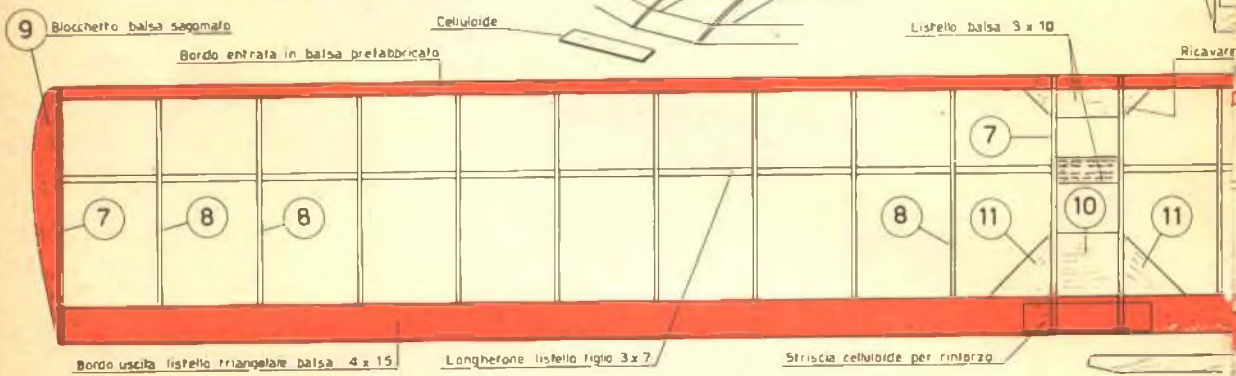 9 Blocchetto balsa sagomato
Celluloide
Listello balsa 3 x 10
Bordo entrata in balsa prefabbricato
7
7
8
8
8
11
10
11
Bordo uscita listello triangolare balsa 4 x 15
Longherone listello tiglio 3 x 7
Striscia celluloide per rinforzo